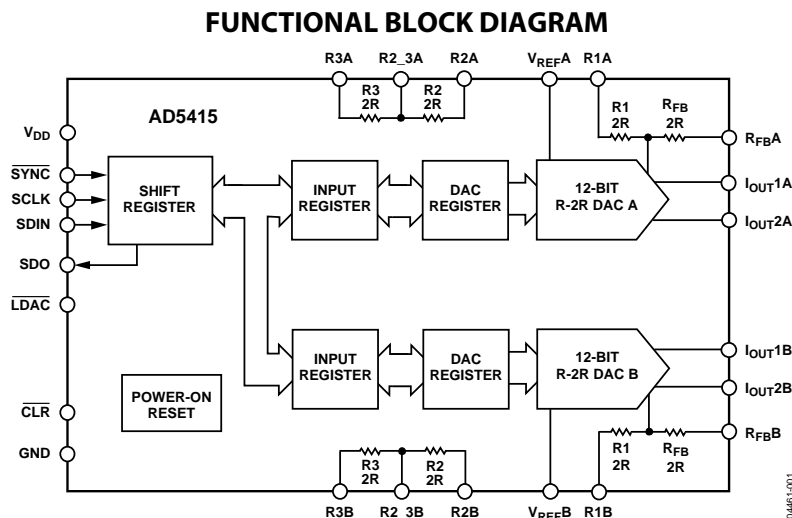 FUNCTIONAL BLOCK DIAGRAM
R3A R2_3A R2A VREFA R1A
R3
2R
R2
2R
R1
2R
RFB
2R
AD5415
VDD
RFBA
SYNC
SCLK
SDIN
SDO
LDAC
CLR
GND
SHIFT
REGISTER
INPUT
REGISTER
DAC
REGISTER
12-BIT
R-2R DAC A
IOUT1A
IOUT2A
INPUT
REGISTER
DAC
REGISTER
12-BIT
R-2R DAC B
IOUT1B
IOUT2B
POWER-ON
RESET
RFBB
R3
2R
R2
2R
R1
2R
RFB
2R
R3B R2_3B R2B VREFB R1B
04461-001